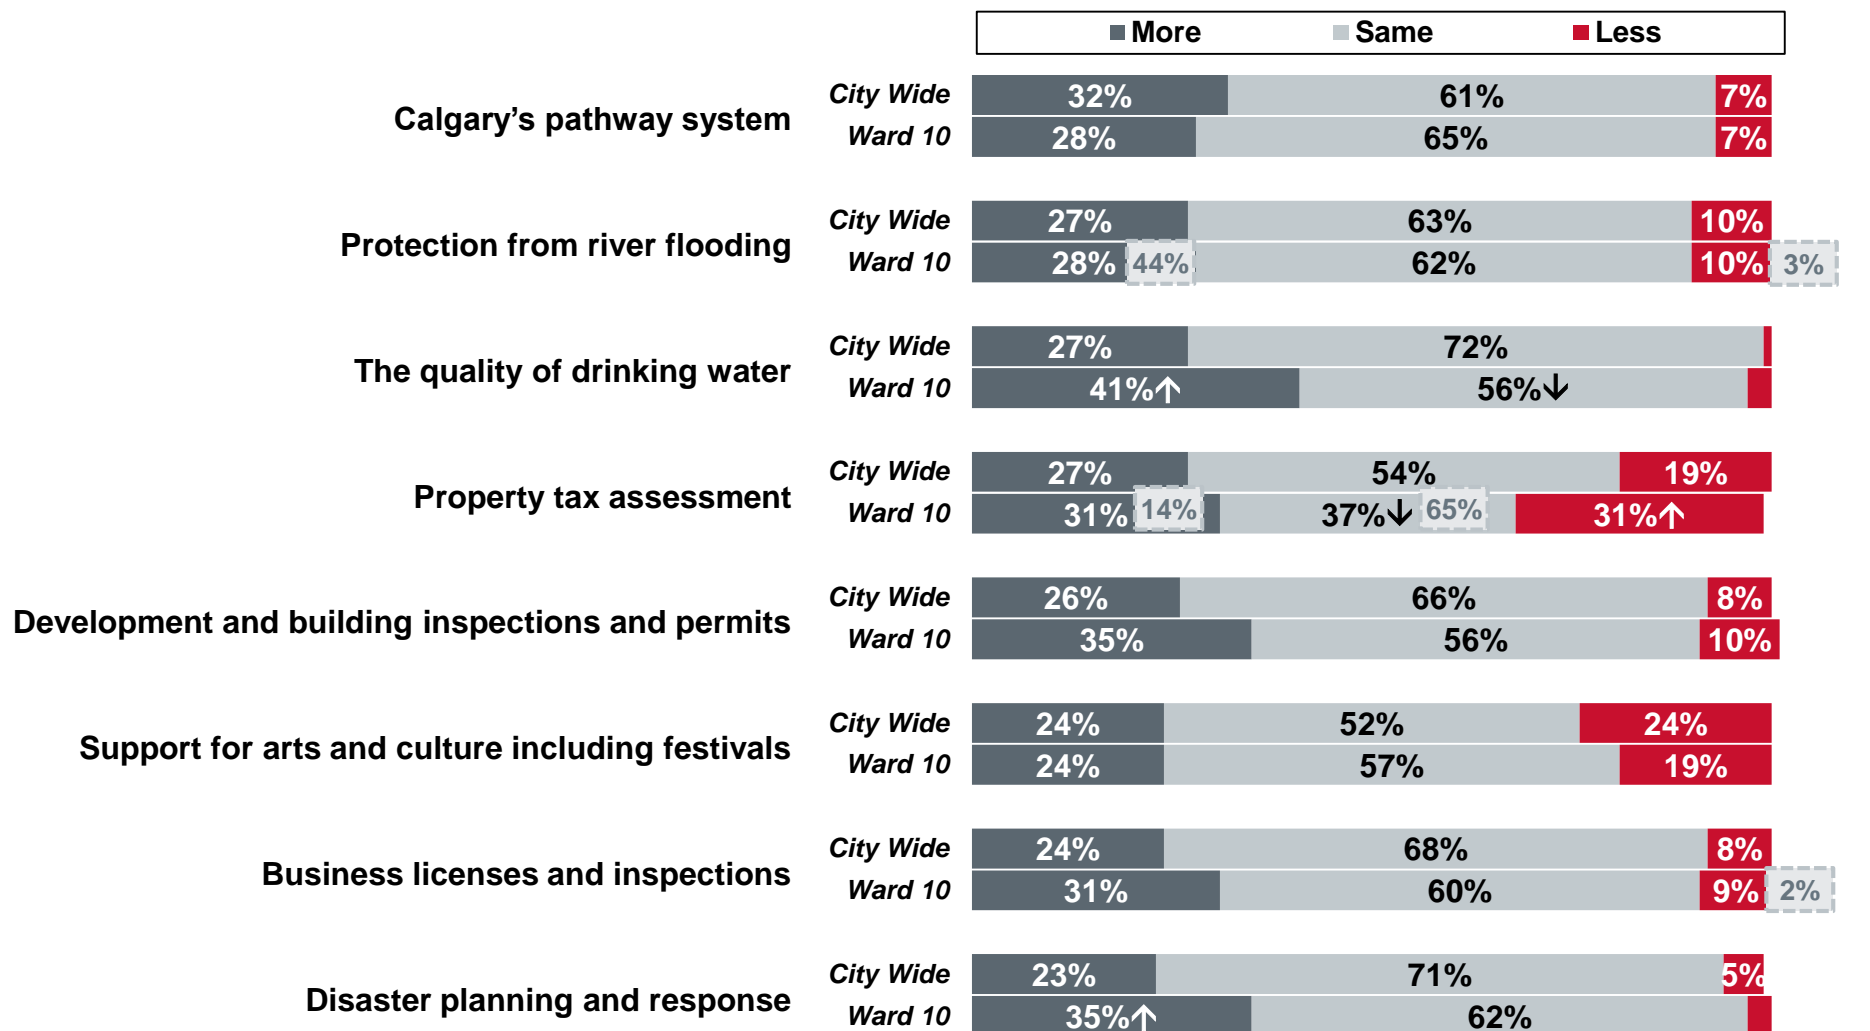 More Same Less
City Wide 32% 61% 7%
Calgary’s pathway system
Ward 10 28% 65% 7%
City Wide 27% 63% 10%
Protection from river flooding
Ward 10 28% 44% 62% 10% 3%
City Wide 27% 72%
The quality of drinking water
Ward 10 41%↑ 56%↓
City Wide 27% 54% 19%
Property tax assessment
Ward 10 31% 14% 37%↓ 65% 31%↑
City Wide 26% 66% 8%
Development and building inspections and permits
Ward 10 35% 56% 10%
City Wide 24% 52% 24%
Support for arts and culture including festivals
Ward 10 24% 57% 19%
City Wide 24% 68% 8%
Business licenses and inspections
Ward 10 31% 60% 9% 2%
City Wide 23% 71% 5%
Disaster planning and response
Ward 10 35%↑ 62%